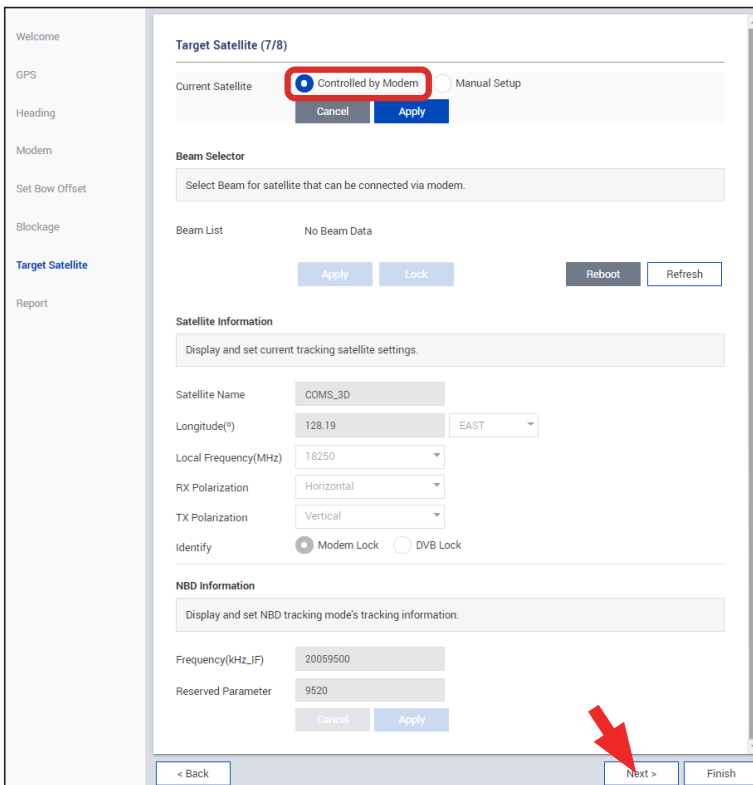 Welcome
GPS
Heading
Modem
Set Bow Offset
Blockage
Target Satellite
Report
Target Satellite (7/8)
Current Satellite Controlled by Modem Manual Setup
Cancel Apply
Beam Selector
Select Beam for satellite that can be connected via modem.
Beam List No Beam Data
Apply Lock Reboot Refresh
Satellite Information
Display and set current tracking satellite settings.
Satellite Name COMS_3D
Longitude(º) 128.19 EAST
Local Frequency(MHz) 18250
RX Polarization Horizontal
TX Polarization Vertical
Identify Modem Lock DVB Lock
NBD Information
Display and set NBD tracking mode's tracking information.
Frequency(kHz_IF) 20059500
Reserved Parameter 9520
Cancel Apply
< Back Next > Finish